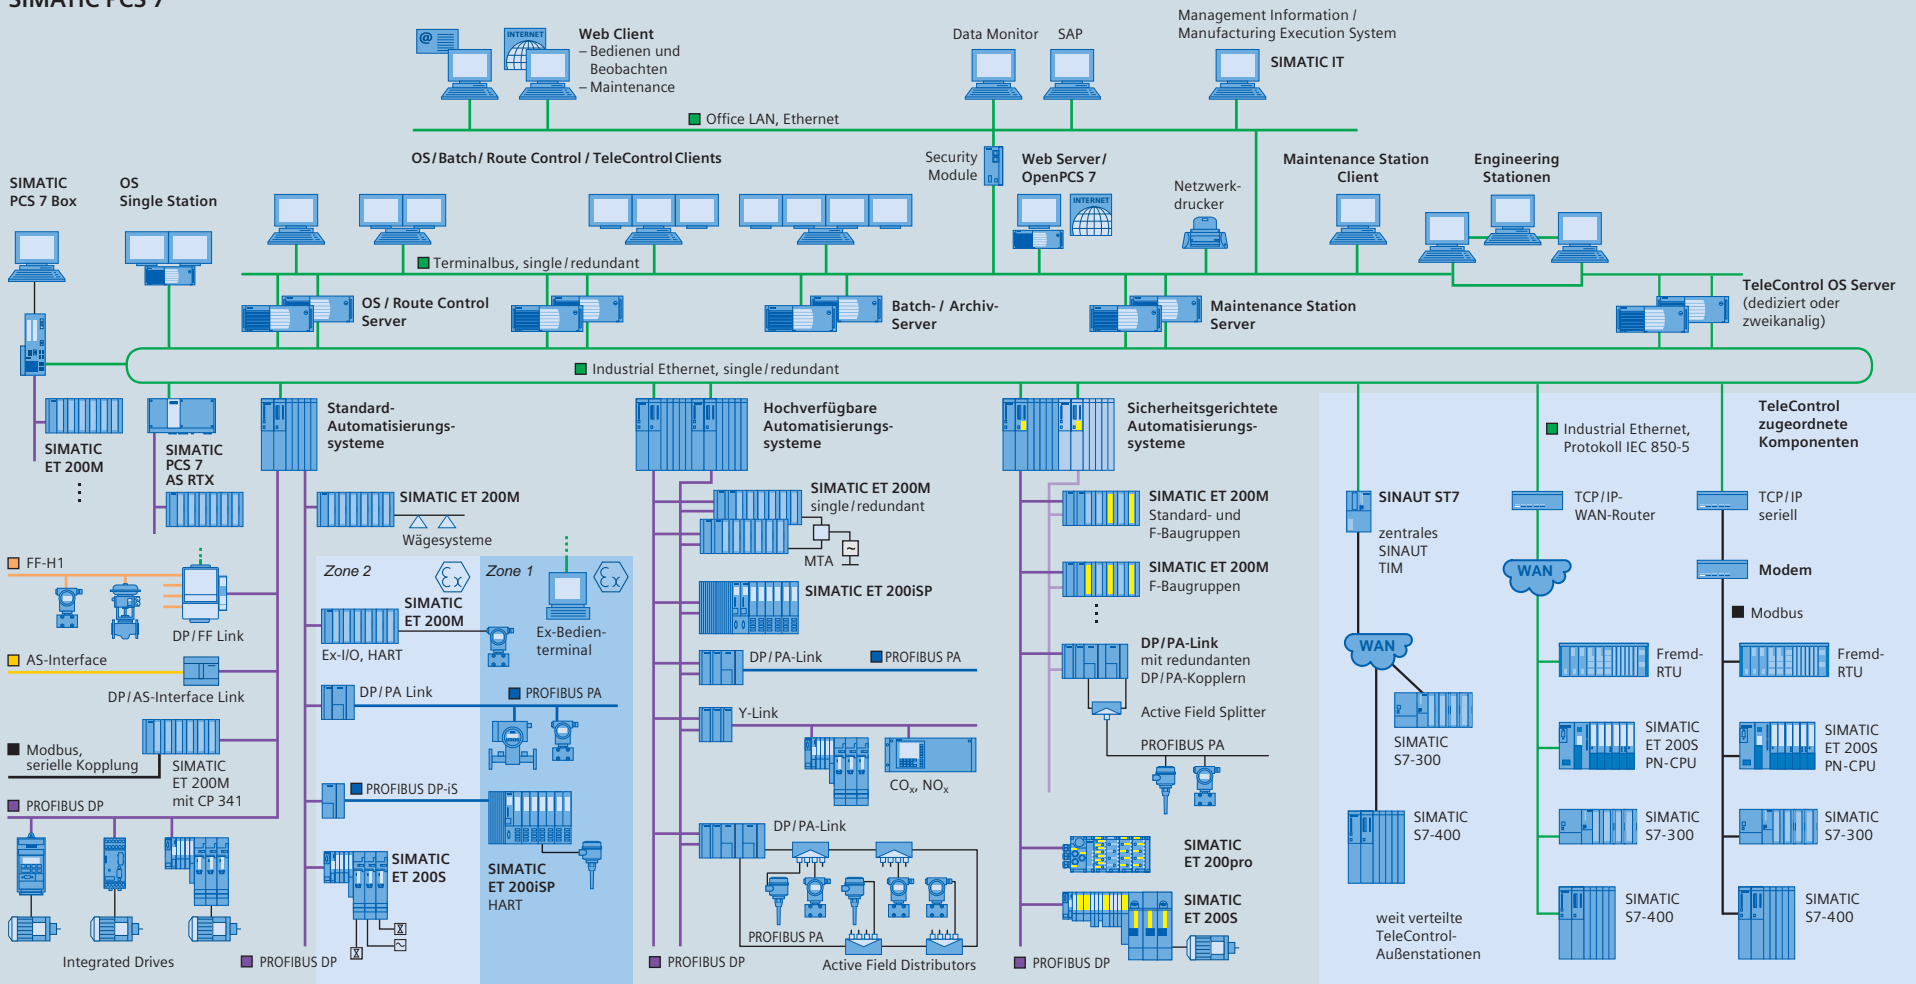 SIMATIC PCS 7
@
INTERNET
Web Client
– Bedienen und
Beobachten
– Maintenance
Data Monitor
SAP
Management Information /
Manufacturing Execution System
SIMATIC IT
Office LAN, Ethernet
OS/Batch/Route Control/TeleControl Clients
Security
Module
Web Server/
OpenPCS 7
INTERNET
Netzwerk-
drucker
Maintenance Station
Client
Engineering
Stationen
SIMATIC
PCS 7 Box
OS
Single Station
Terminalbus, single/redundant
OS / Route Control
Server
Batch- / Archiv-
Server
Maintenance Station
Server
TeleControl OS Server
(dediziert oder
zweikanalig)
Industrial Ethernet, single/redundant
SIMATIC
ET 200M
SIMATIC
PCS 7
AS RTX
Standard-
Automatisierungs-
systeme
Hochverfügbare
Automatisierungs-
systeme
Sicherheitsgerichtete
Automatisierungs-
systeme
Industrial Ethernet,
Protokoll IEC 850-5
TeleControl
zugeordnete
Komponenten
FF-H1
DP/FF Link
AS-Interface
DP/AS-Interface Link
Modbus,
serielle Kopplung
SIMATIC
ET 200M
mit CP 341
PROFIBUS DP
Integrated Drives
PROFIBUS DP
SIMATIC ET 200M
Wägesysteme
Zone 2
Ex
Zone 1
Ex
SIMATIC
ET 200M
Ex-I/O, HART
Ex-Bedien-
terminal
DP/PA Link
PROFIBUS PA
PROFIBUS DP-iS
SIMATIC
ET 200S
SIMATIC
ET 200iSP
HART
SIMATIC ET 200M
single/redundant
MTA
SIMATIC ET 200iSP
DP/PA-Link
PROFIBUS PA
Y-Link
COx, NOx
DP/PA-Link
PROFIBUS PA
PROFIBUS DP
Active Field Distributors
SIMATIC ET 200M
Standard- und
F-Baugruppen
SIMATIC ET 200M
F-Baugruppen
DP/PA-Link
mit redundanten
DP/PA-Kopplern
Active Field Splitter
PROFIBUS PA
SIMATIC
ET 200pro
SIMATIC
ET 200S
PROFIBUS DP
SINAUT ST7
zentrales
SINAUT
TIM
WAN
SIMATIC
S7-300
SIMATIC
S7-400
weit verteilte
TeleControl-
Außenstationen
TCP/IP-
WAN-Router
WAN
Fremd-
RTU
SIMATIC
ET 200S
PN-CPU
SIMATIC
S7-300
SIMATIC
S7-400
TCP/IP
seriell
Modem
Modbus
Fremd-
RTU
SIMATIC
ET 200S
PN-CPU
SIMATIC
S7-300
SIMATIC
S7-400